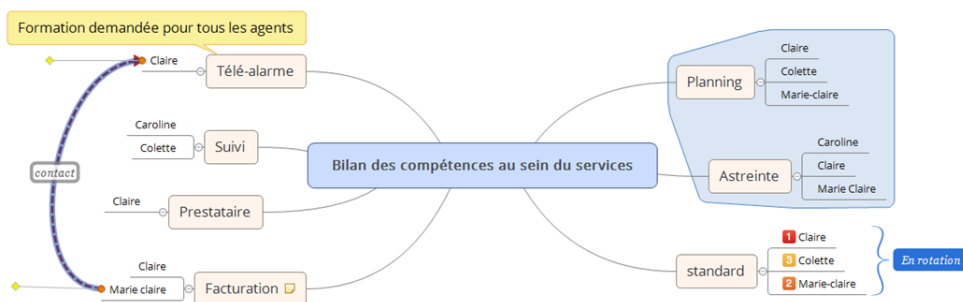 Formation demandée pour tous les agents
Claire
Télé-alarme
Caroline
Colette
Suivi
contact
Claire
Prestataire
Claire
Marie claire
Facturation
Bilan des compétences au sein du services
Planning
Claire
Colette
Marie-claire
Astreinte
Caroline
Claire
Marie Claire
standard
1 Claire
3 Colette
2 Marie-claire
En rotation